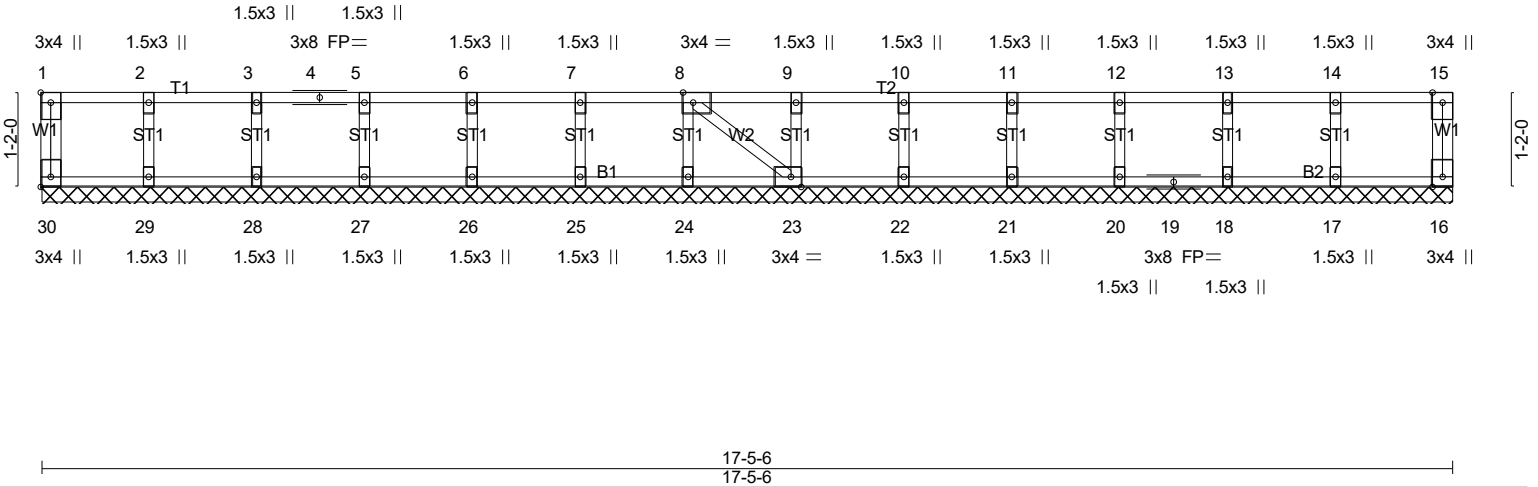 1.5x3 || 1.5x3 ||
3x4 || 1.5x3 || 3x8 FP= 1.5x3 || 1.5x3 || 3x4 = 1.5x3 || 1.5x3 || 1.5x3 || 1.5x3 || 1.5x3 || 1.5x3 || 3x4 ||
1 2 3 4 5 6 7 8 9 10 11 12 13 14 15
T1 T2
W1 ST1 ST1 ST1 ST1 ST1 ST1 W2 ST1 ST1 ST1 ST1 ST1 ST1 W1
1-2-0 1-2-0
B1 B2
30 29 28 27 26 25 24 23 22 21 20 19 18 17 16
3x4 || 1.5x3 || 1.5x3 || 1.5x3 || 1.5x3 || 1.5x3 || 1.5x3 || 3x4 = 1.5x3 || 1.5x3 || 3x8 FP= 1.5x3 || 3x4 ||
1.5x3 || 1.5x3 ||
17-5-6
17-5-6